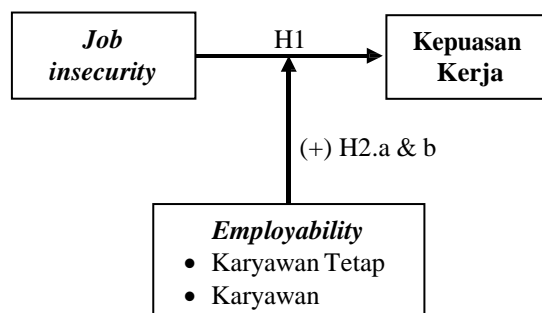 Job
insecurity
H1
Kepuasan
Kerja
(+) H2.a & b
Employability
• Karyawan Tetap
• Karyawan